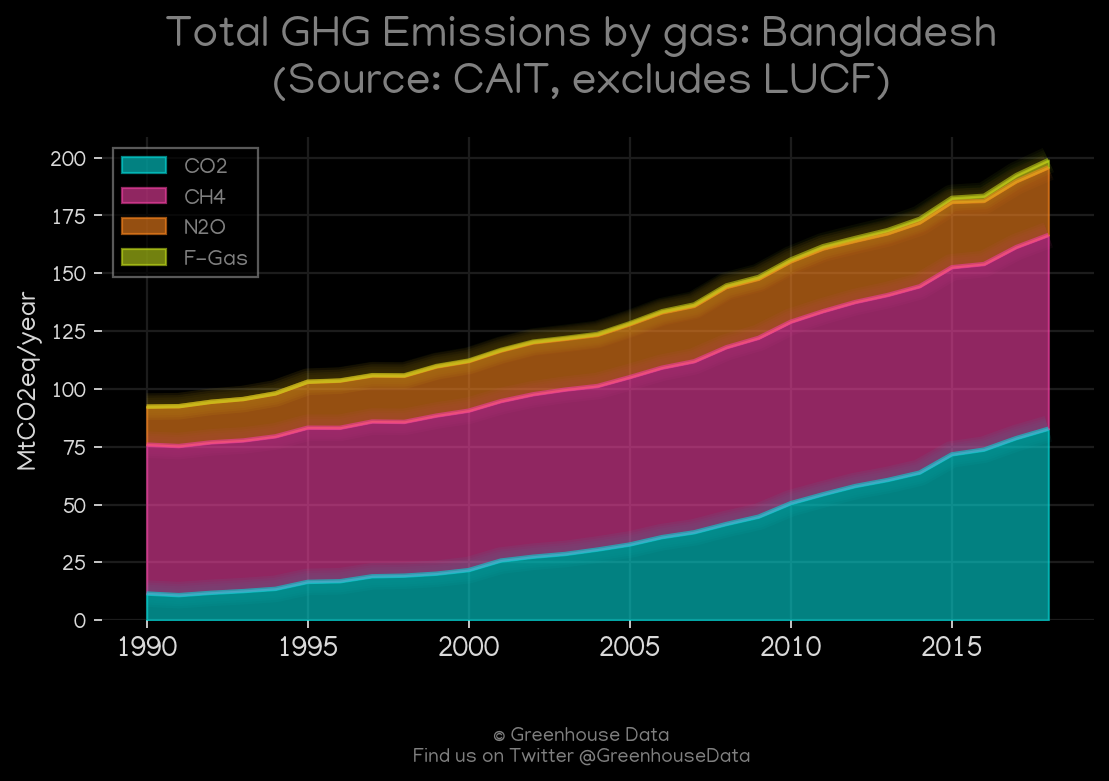 Total GHG Emissions by gas: Bangladesh
(Source: CAIT, excludes LUCF)
CO2
CH4
N2O
F-Gas
MtCO2eq/year
200
175
150
125
100
75
50
25
0
1990 1995 2000 2005 2010 2015
© Greenhouse Data
Find us on Twitter @GreenhouseData